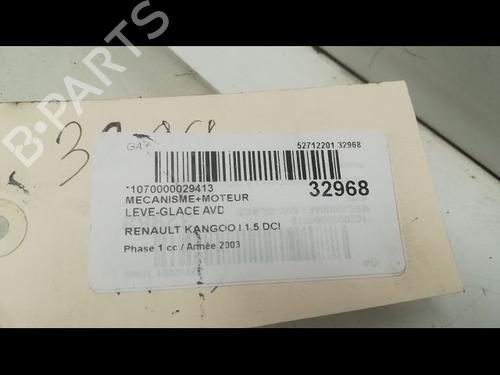 B-PARTS
GA
52712201 32968
*1070000029413
32968
MECANISME+MOTEUR
LEVE-GLACE AVD
RENAULT KANGOO I 1.5 DCI
Phase 1 cc / Année 2003